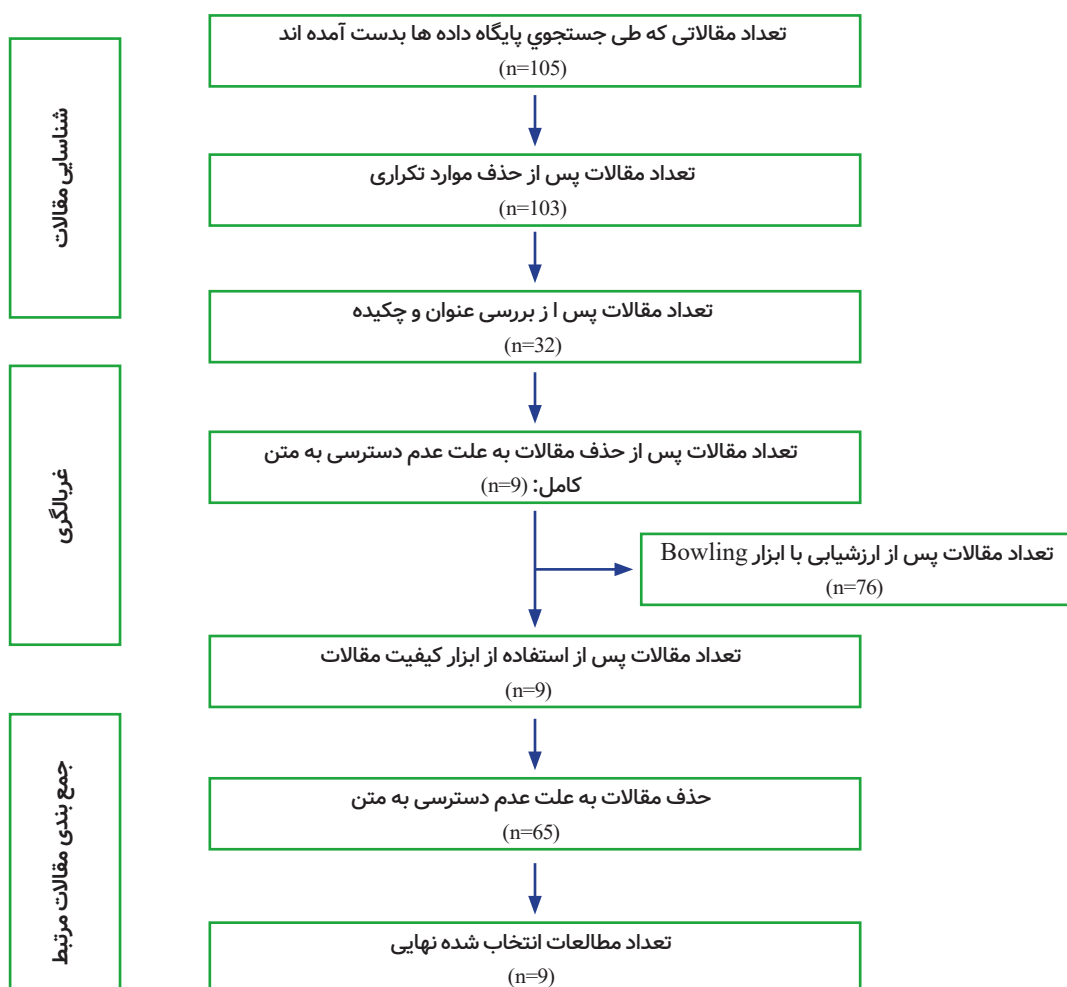 تعداد مقالاتی که طی جستجوي پایگاه داده ها بدست آمده اند
(n=105)
شناسایی مقالات
تعداد مقالات پس از حذف موارد تکراری
(n=103)
تعداد مقالات پس ا ز بررسی عنوان و چکیده
(n=32)
غربالگری
تعداد مقالات پس از حذف مقالات به علت عدم دسترسی به متن
کامل: (n=9)
تعداد مقالات پس از ارزشیابی با ابزار Bowling
(n=76)
تعداد مقالات پس از استفاده از ابزار کیفیت مقالات
(n=9)
جمع بندی مقالات مرتبط
حذف مقالات به علت عدم دسترسی به متن
(n=65)
تعداد مطالعات انتخاب شده نهایی
(n=9)